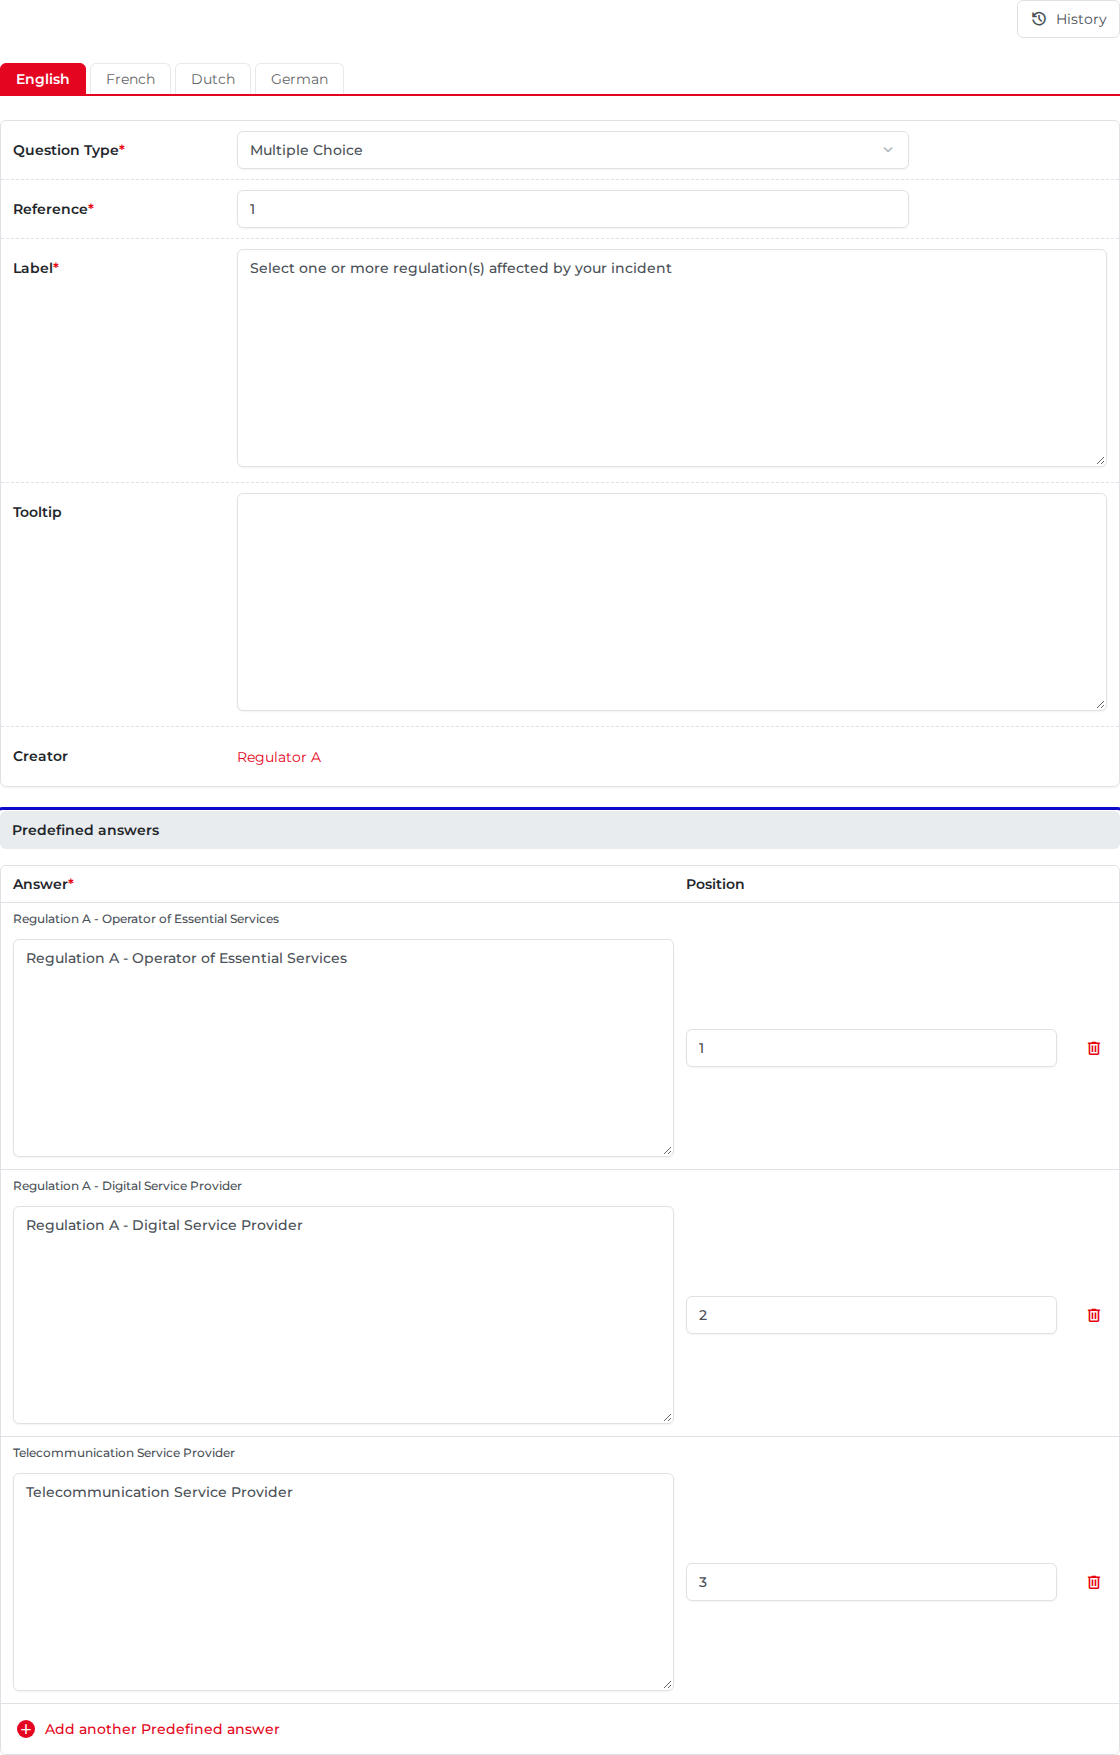 History
English French Dutch German
Question Type* Multiple Choice
Reference* 1
Label* Select one or more regulation(s) affected by your incident
Tooltip
Creator Regulator A
Predefined answers
Answer* Position
Regulation A - Operator of Essential Services
Regulation A - Operator of Essential Services
1
Regulation A - Digital Service Provider
Regulation A - Digital Service Provider
2
Telecommunication Service Provider
Telecommunication Service Provider
3
Add another Predefined answer